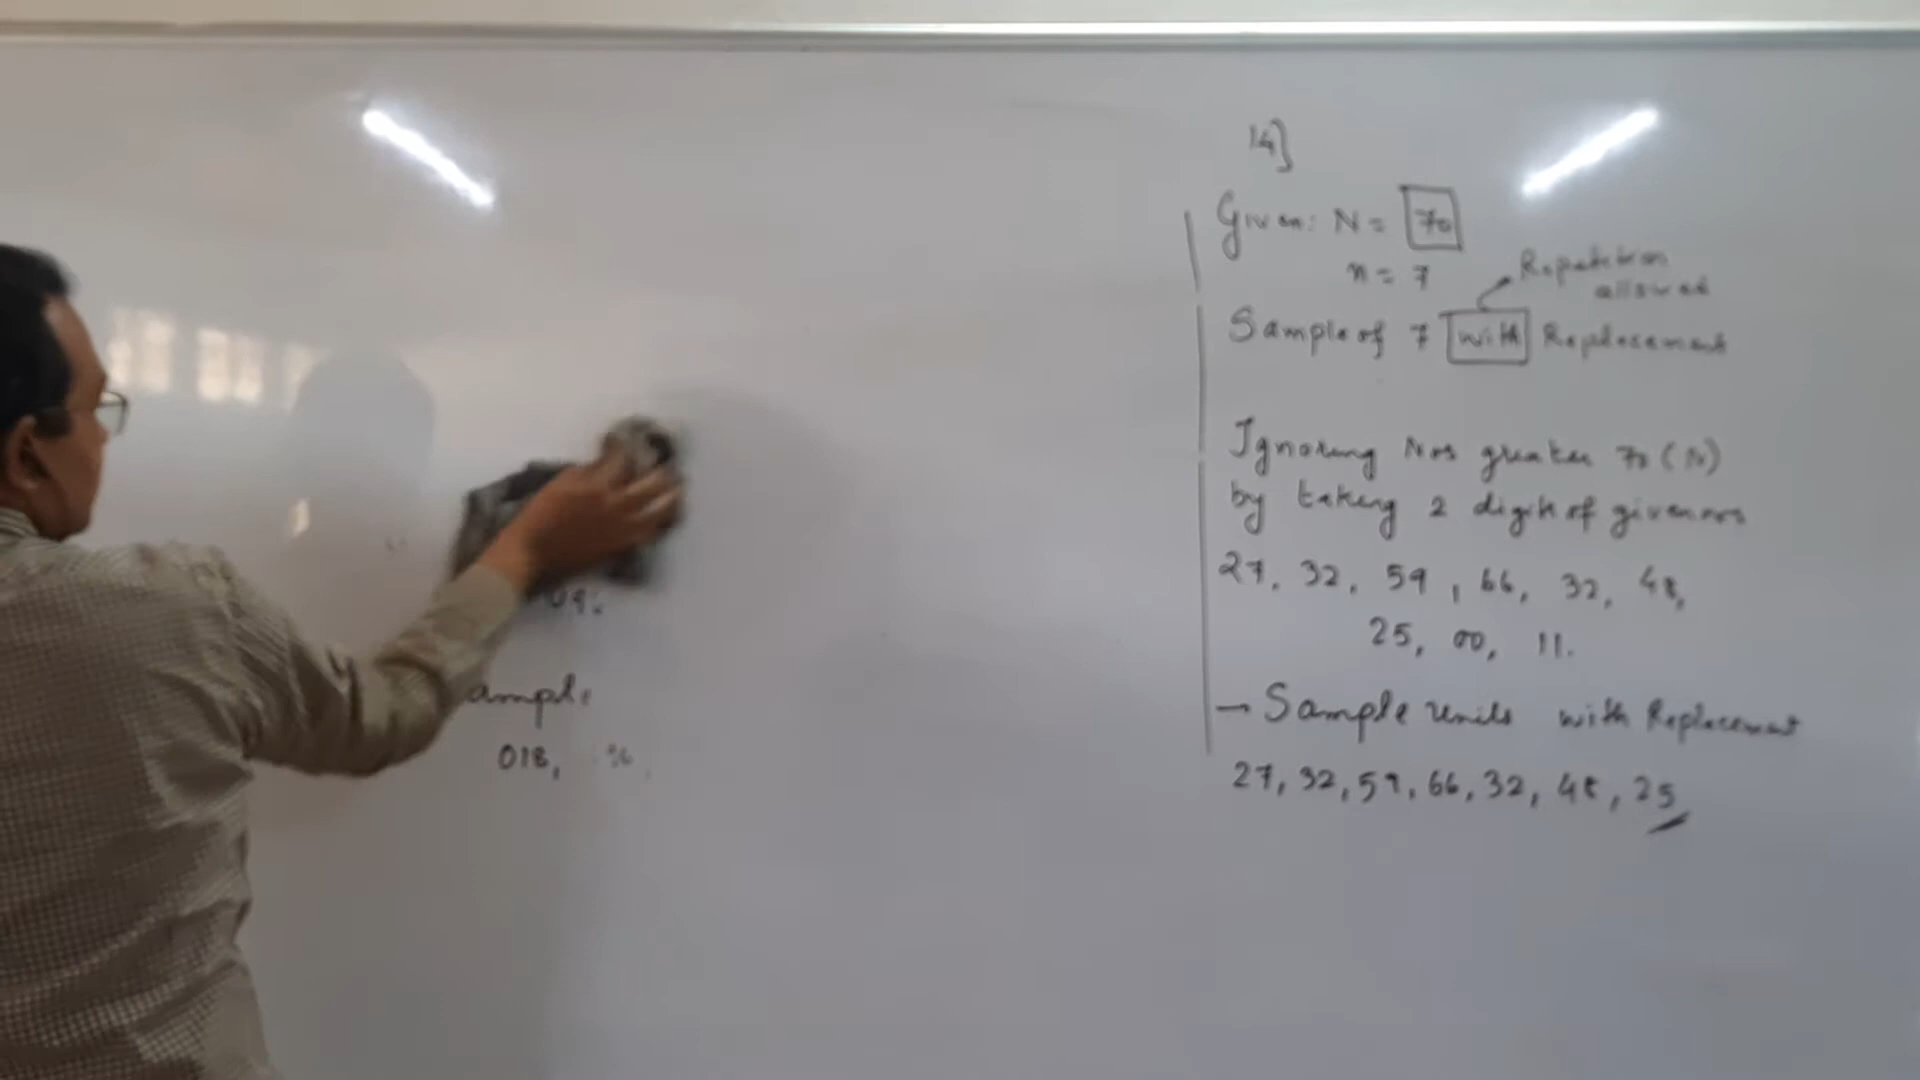 14]
Given: N = 70
n = 7
Repetition
allowed
Sample of 7 with Replacement
Ignoring Nos greater 70 (N)
by taking 2 digit of given nos
27, 32, 59, 66, 32, 48,
25, 00, 11.
→ Sample units with Replacement
27, 32, 59, 66, 32, 48, 25
ample
018,